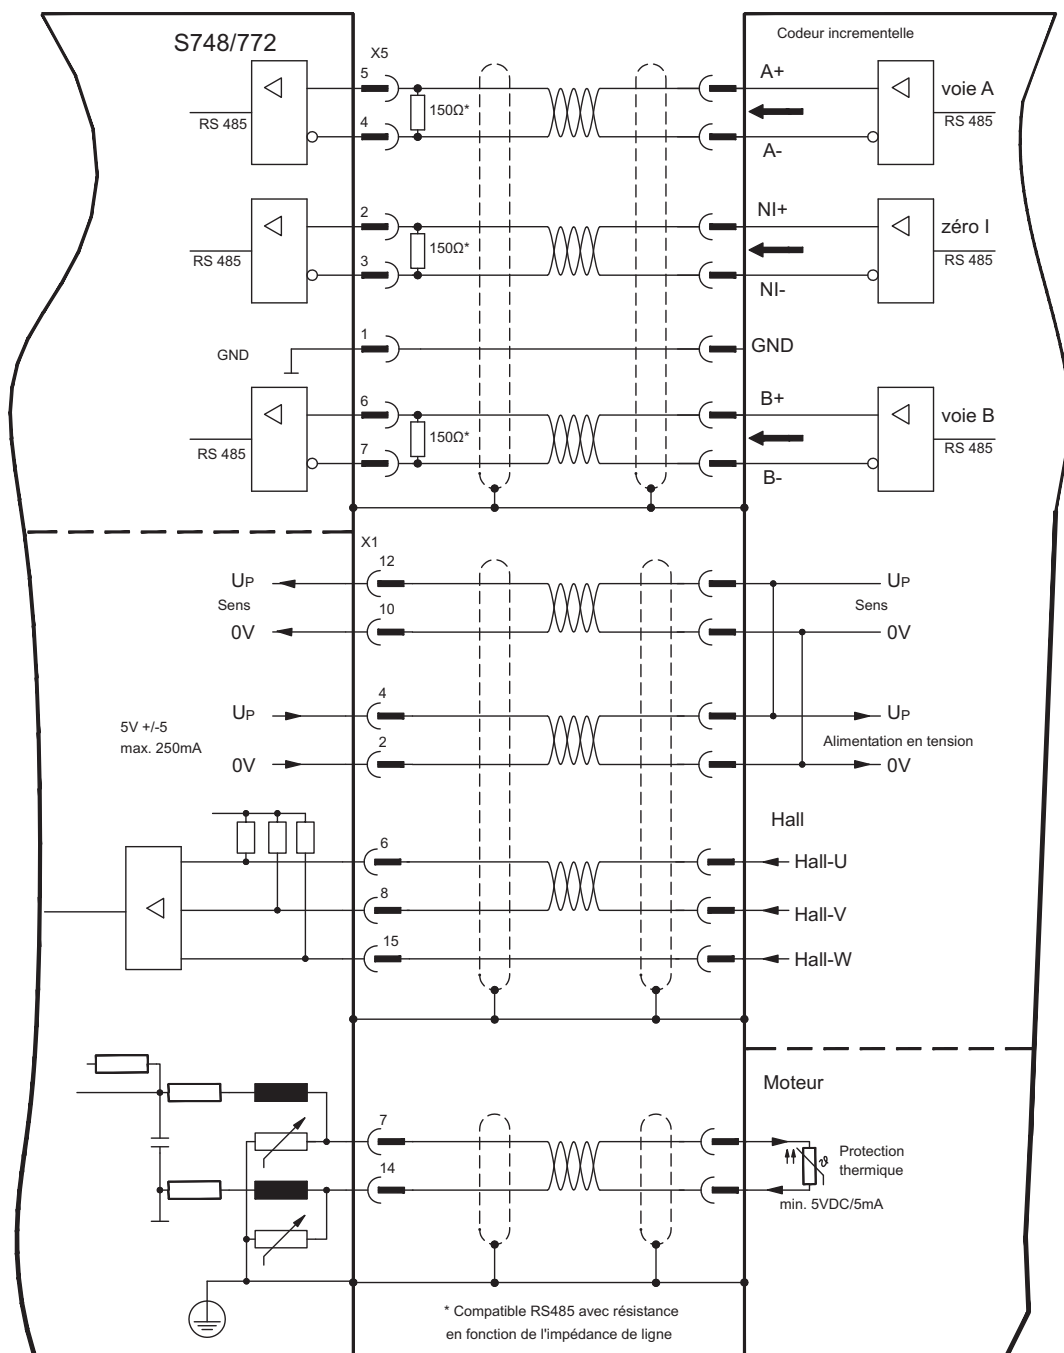 S748/772
X5
Codeur incrementelle
5
A+
voie A
RS 485
150Ω*
RS 485
4
A-
2
NI+
zéro I
RS 485
150Ω*
RS 485
3
NI-
1
GND
GND
6
B+
voie B
RS 485
150Ω*
RS 485
7
B-
X1
12
UP
UP
Sens
Sens
10
0V
0V
4
UP
UP
5V +/-5
max. 250mA
Alimentation en tension
2
0V
0V
Hall
6
Hall-U
8
Hall-V
15
Hall-W
Moteur
7
Protection
thermique
ϑ
14
min. 5VDC/5mA
* Compatible RS485 avec résistance
en fonction de l'impédance de ligne